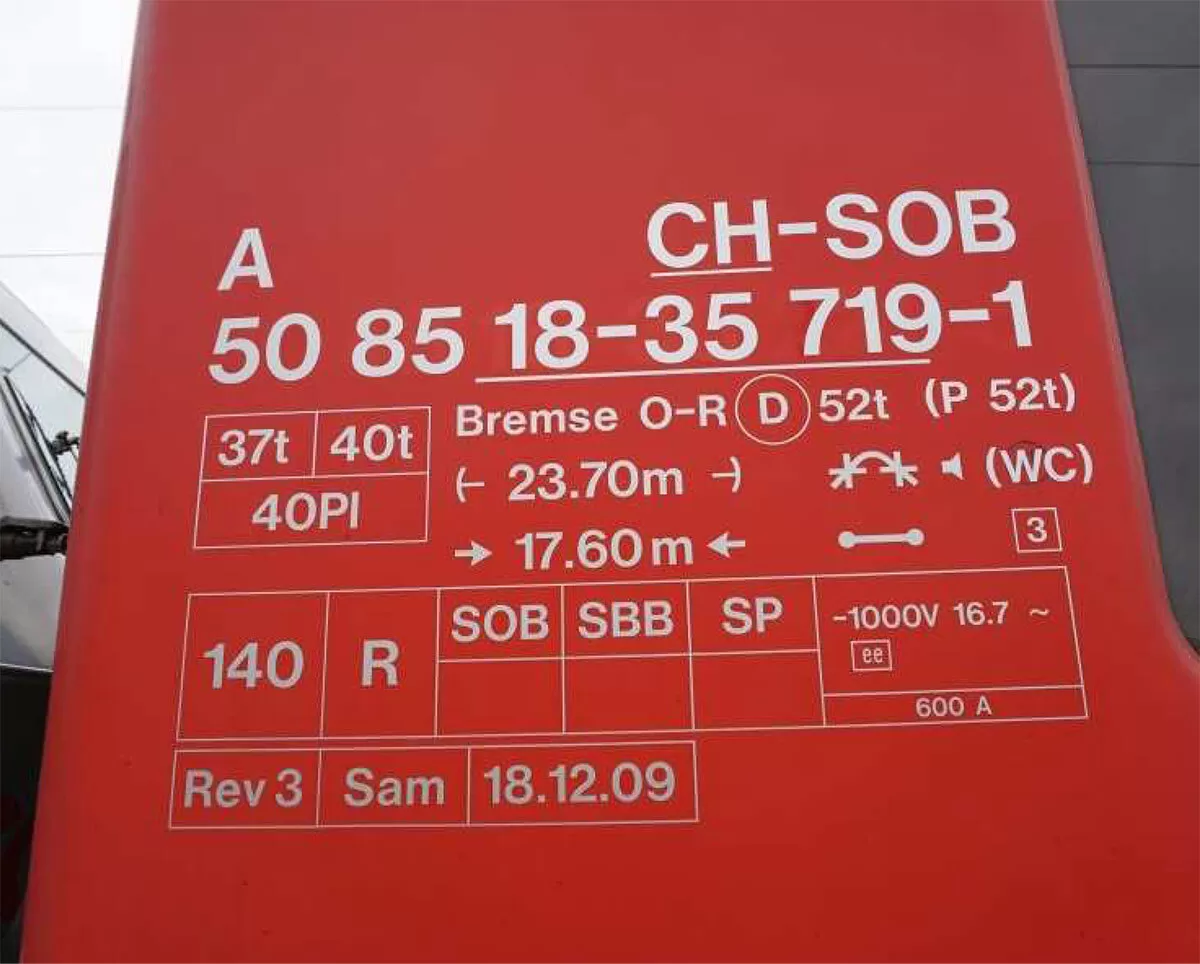 A CH-SOB
50 85 18-35 719-1
37t 40t
40Pl
Bremse O-R D 52t (P 52t)
(- 23.70m -)
(WC)
→ 17.60m ←
3
140 R SOB SBB SP
-1000V 16.7 ~
ee
600 A
Rev 3 Sam 18.12.09